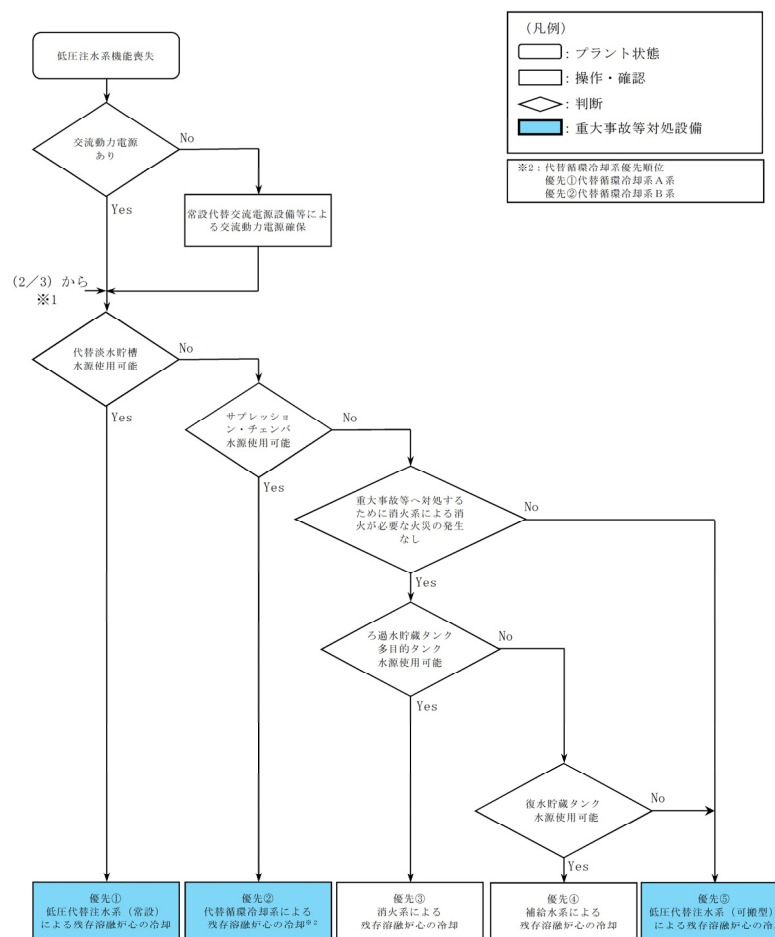 低圧注水系機能喪失
交流動力電源
あり
No
Yes
常設代替交流電源設備等によ
る交流動力電源確保
(凡例)
:プラント状態
:操作・確認
:判断
:重大事故等対処設備
※2:代替循環冷却系優先順位
優先①代替循環冷却系A系
優先②代替循環冷却系B系
(2/3)から
※1
代替淡水貯槽
水源使用可能
No
Yes
サプレッショ
ン・チェンバ
水源使用可能
No
Yes
重大事故等へ対処する
ために消火系による消
火が必要な火災の発生
なし
No
Yes
ろ過水貯蔵タンク
多目的タンク
水源使用可能
No
Yes
復水貯蔵タンク
水源使用可能
No
Yes
優先①
低圧代替注水系(常設)
による残存溶融炉心の冷却
優先②
代替循環冷却系による
残存溶融炉心の冷却※2
優先③
消火系による
残存溶融炉心の冷却
優先④
補給水系による
残存溶融炉心の冷却
優先⑤
低圧代替注水系(可搬型)
による残存溶融炉心の冷却